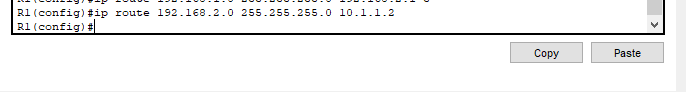 R1(config)#ip route 192.168.2.0 255.255.255.0 10.1.1.2
R1(config)#
Copy
Paste